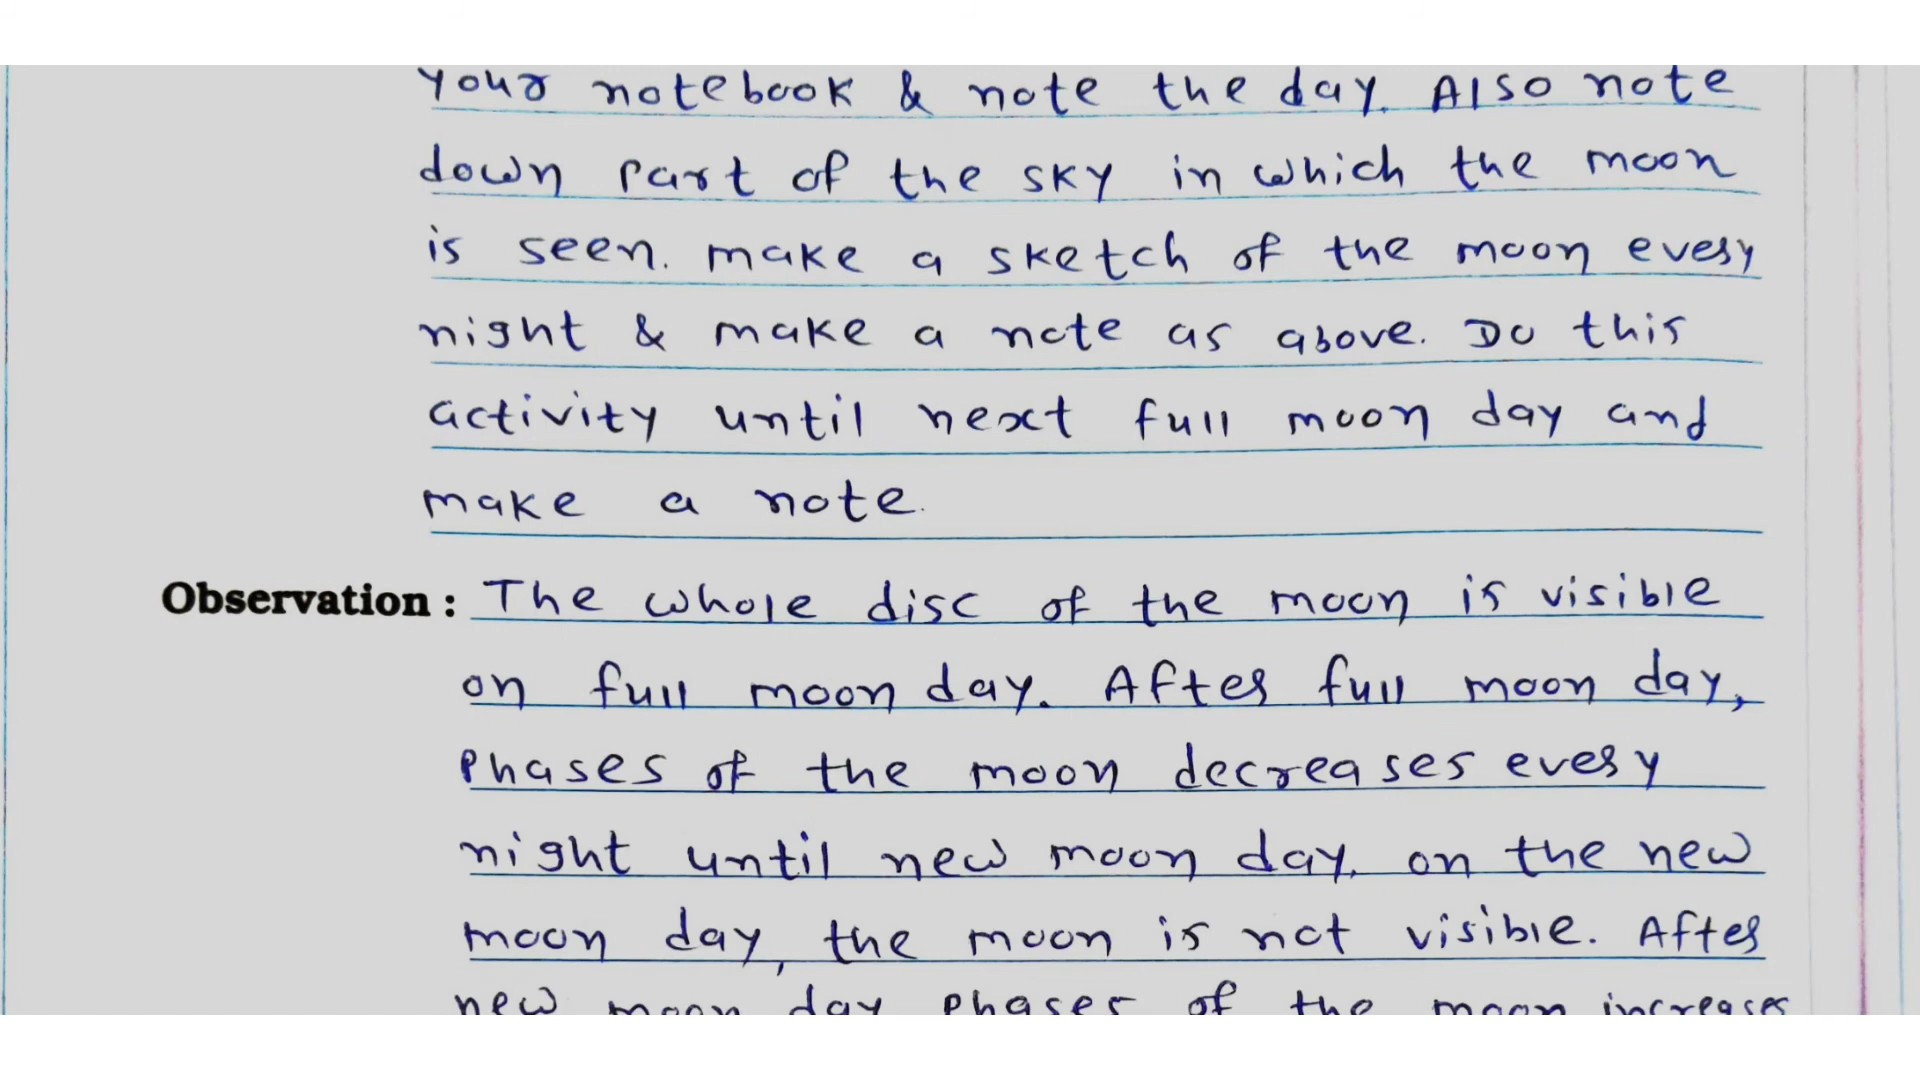 your notebook & note the day. Also note
down part of the sky in which the moon
is seen. make a sketch of the moon every
night & make a note as above. Do this
activity until next full moon day and
make a note.
Observation : The whole disc of the moon is visible
on full moon day. After full moon day,
phases of the moon decreases every
night until new moon day. on the new
moon day, the moon is not visible. After
new moon day phases of the moon increases